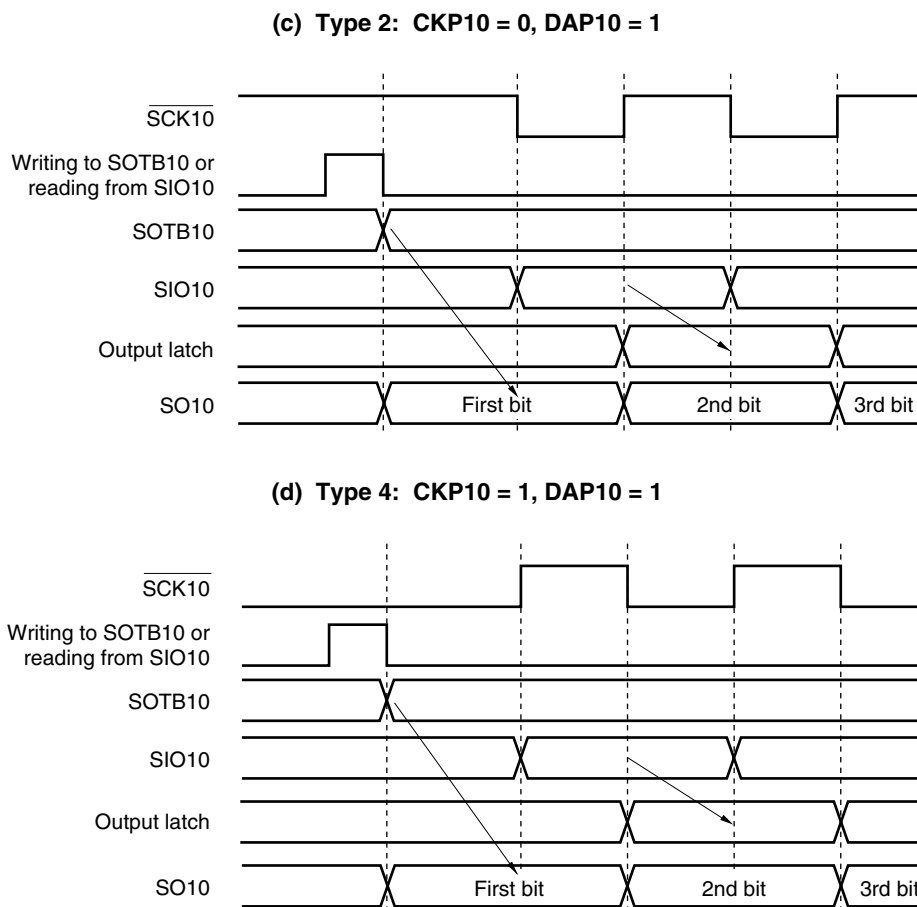 (c) Type 2: CKP10 = 0, DAP10 = 1
SCK10
Writing to SOTB10 or
reading from SIO10
SOTB10
SIO10
Output latch
SO10
First bit
2nd bit
3rd bit
(d) Type 4: CKP10 = 1, DAP10 = 1
SCK10
Writing to SOTB10 or
reading from SIO10
SOTB10
SIO10
Output latch
SO10
First bit
2nd bit
3rd bit